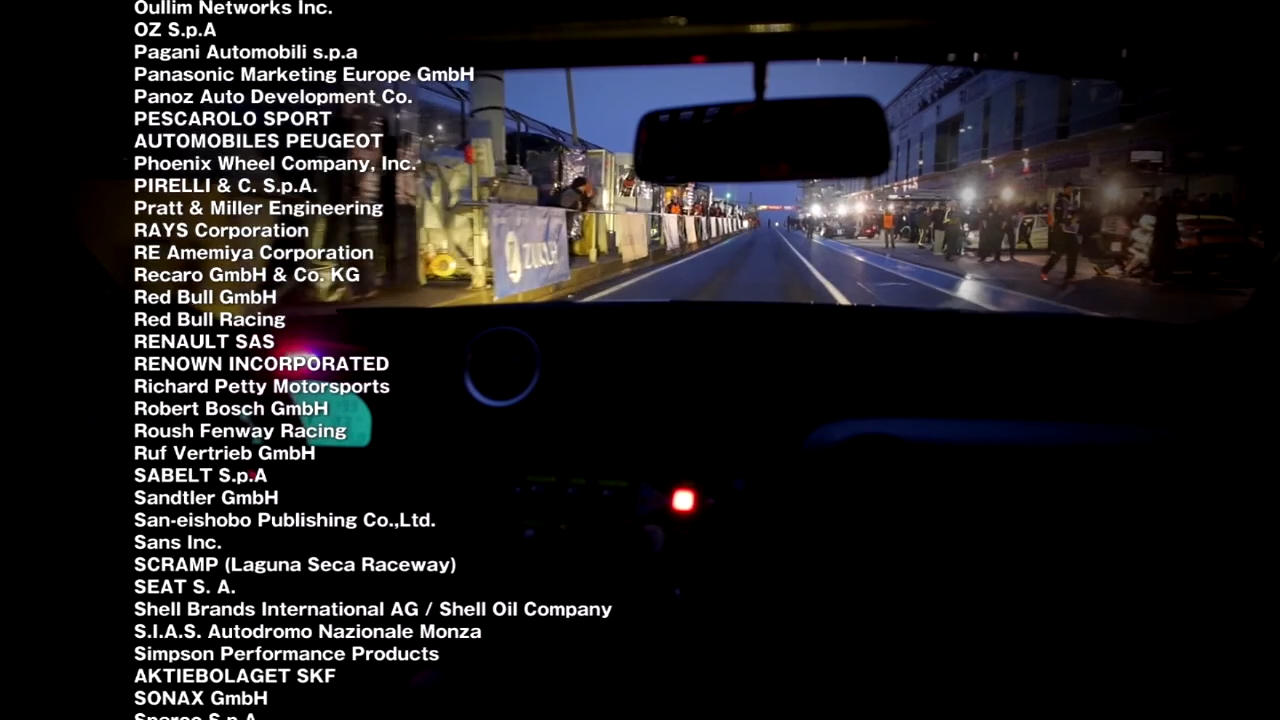 Oullim Networks Inc.
OZ S.p.A
Pagani Automobili s.p.a
Panasonic Marketing Europe GmbH
Panoz Auto Development Co.
PESCAROLO SPORT
AUTOMOBILES PEUGEOT
Phoenix Wheel Company, Inc.
PIRELLI & C. S.p.A.
Pratt & Miller Engineering
RAYS Corporation
RE Amemiya Corporation
Recaro GmbH & Co. KG
Red Bull GmbH
Red Bull Racing
RENAULT SAS
RENOWN INCORPORATED
Richard Petty Motorsports
Robert Bosch GmbH
Roush Fenway Racing
Ruf Vertrieb GmbH
SABELT S.p.A
Sandtler GmbH
San-eishobo Publishing Co.,Ltd.
Sans Inc.
SCRAMP (Laguna Seca Raceway)
SEAT S. A.
Shell Brands International AG / Shell Oil Company
S.I.A.S. Autodromo Nazionale Monza
Simpson Performance Products
AKTIEBOLAGET SKF
SONAX GmbH
Sparco S.p.A